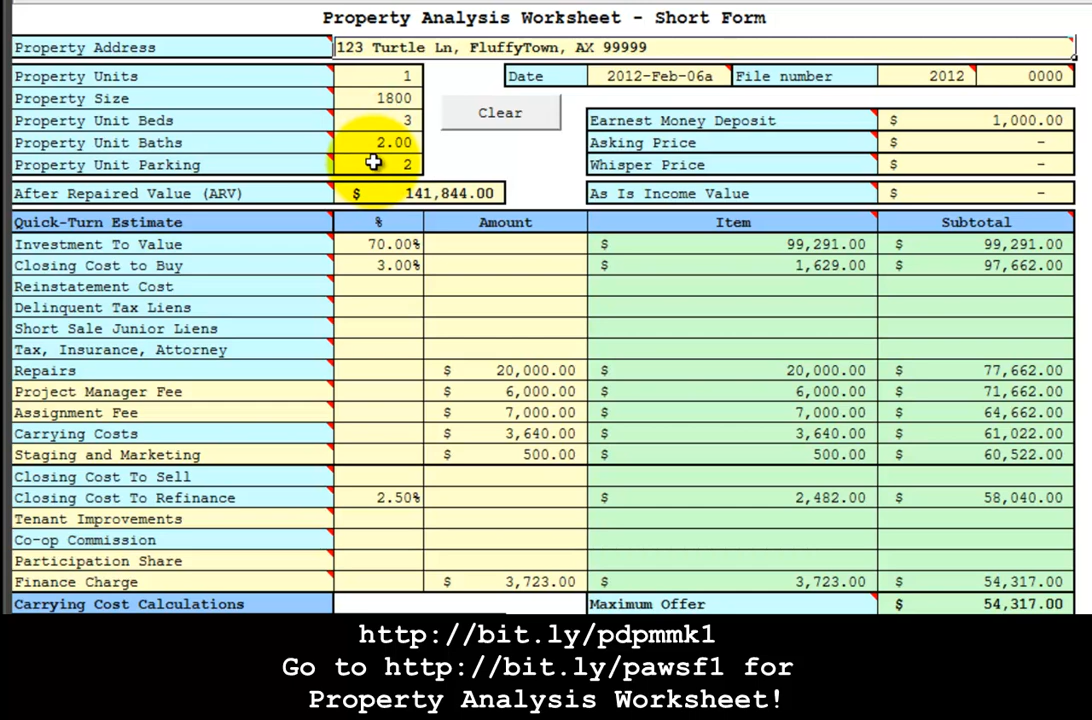 Property Analysis Worksheet - Short Form
Property Address 123 Turtle Ln, FluffyTown, AX 99999
Property Units 1 Date 2012-Feb-06a File number 2012 0000
Property Size 1800
Clear
Property Unit Beds 3 Earnest Money Deposit $ 1,000.00
Property Unit Baths 2.00 Asking Price $ -
Property Unit Parking 2 Whisper Price $ -
After Repaired Value (ARV) $ 141,844.00 As Is Income Value $ -
Quick-Turn Estimate % Amount Item Subtotal
Investment To Value 70.00% $ 99,291.00 $ 99,291.00
Closing Cost to Buy 3.00% $ 1,629.00 $ 97,662.00
Reinstatement Cost
Delinquent Tax Liens
Short Sale Junior Liens
Tax, Insurance, Attorney
Repairs $ 20,000.00 $ 20,000.00 $ 77,662.00
Project Manager Fee $ 6,000.00 $ 6,000.00 $ 71,662.00
Assignment Fee $ 7,000.00 $ 7,000.00 $ 64,662.00
Carrying Costs $ 3,640.00 $ 3,640.00 $ 61,022.00
Staging and Marketing $ 500.00 $ 500.00 $ 60,522.00
Closing Cost To Sell
Closing Cost To Refinance 2.50% $ 2,482.00 $ 58,040.00
Tenant Improvements
Co-op Commission
Participation Share
Finance Charge $ 3,723.00 $ 3,723.00 $ 54,317.00
Carrying Cost Calculations Maximum Offer $ 54,317.00
http://bit.ly/pdpmmk1
Go to http://bit.ly/pawsf1 for
Property Analysis Worksheet!